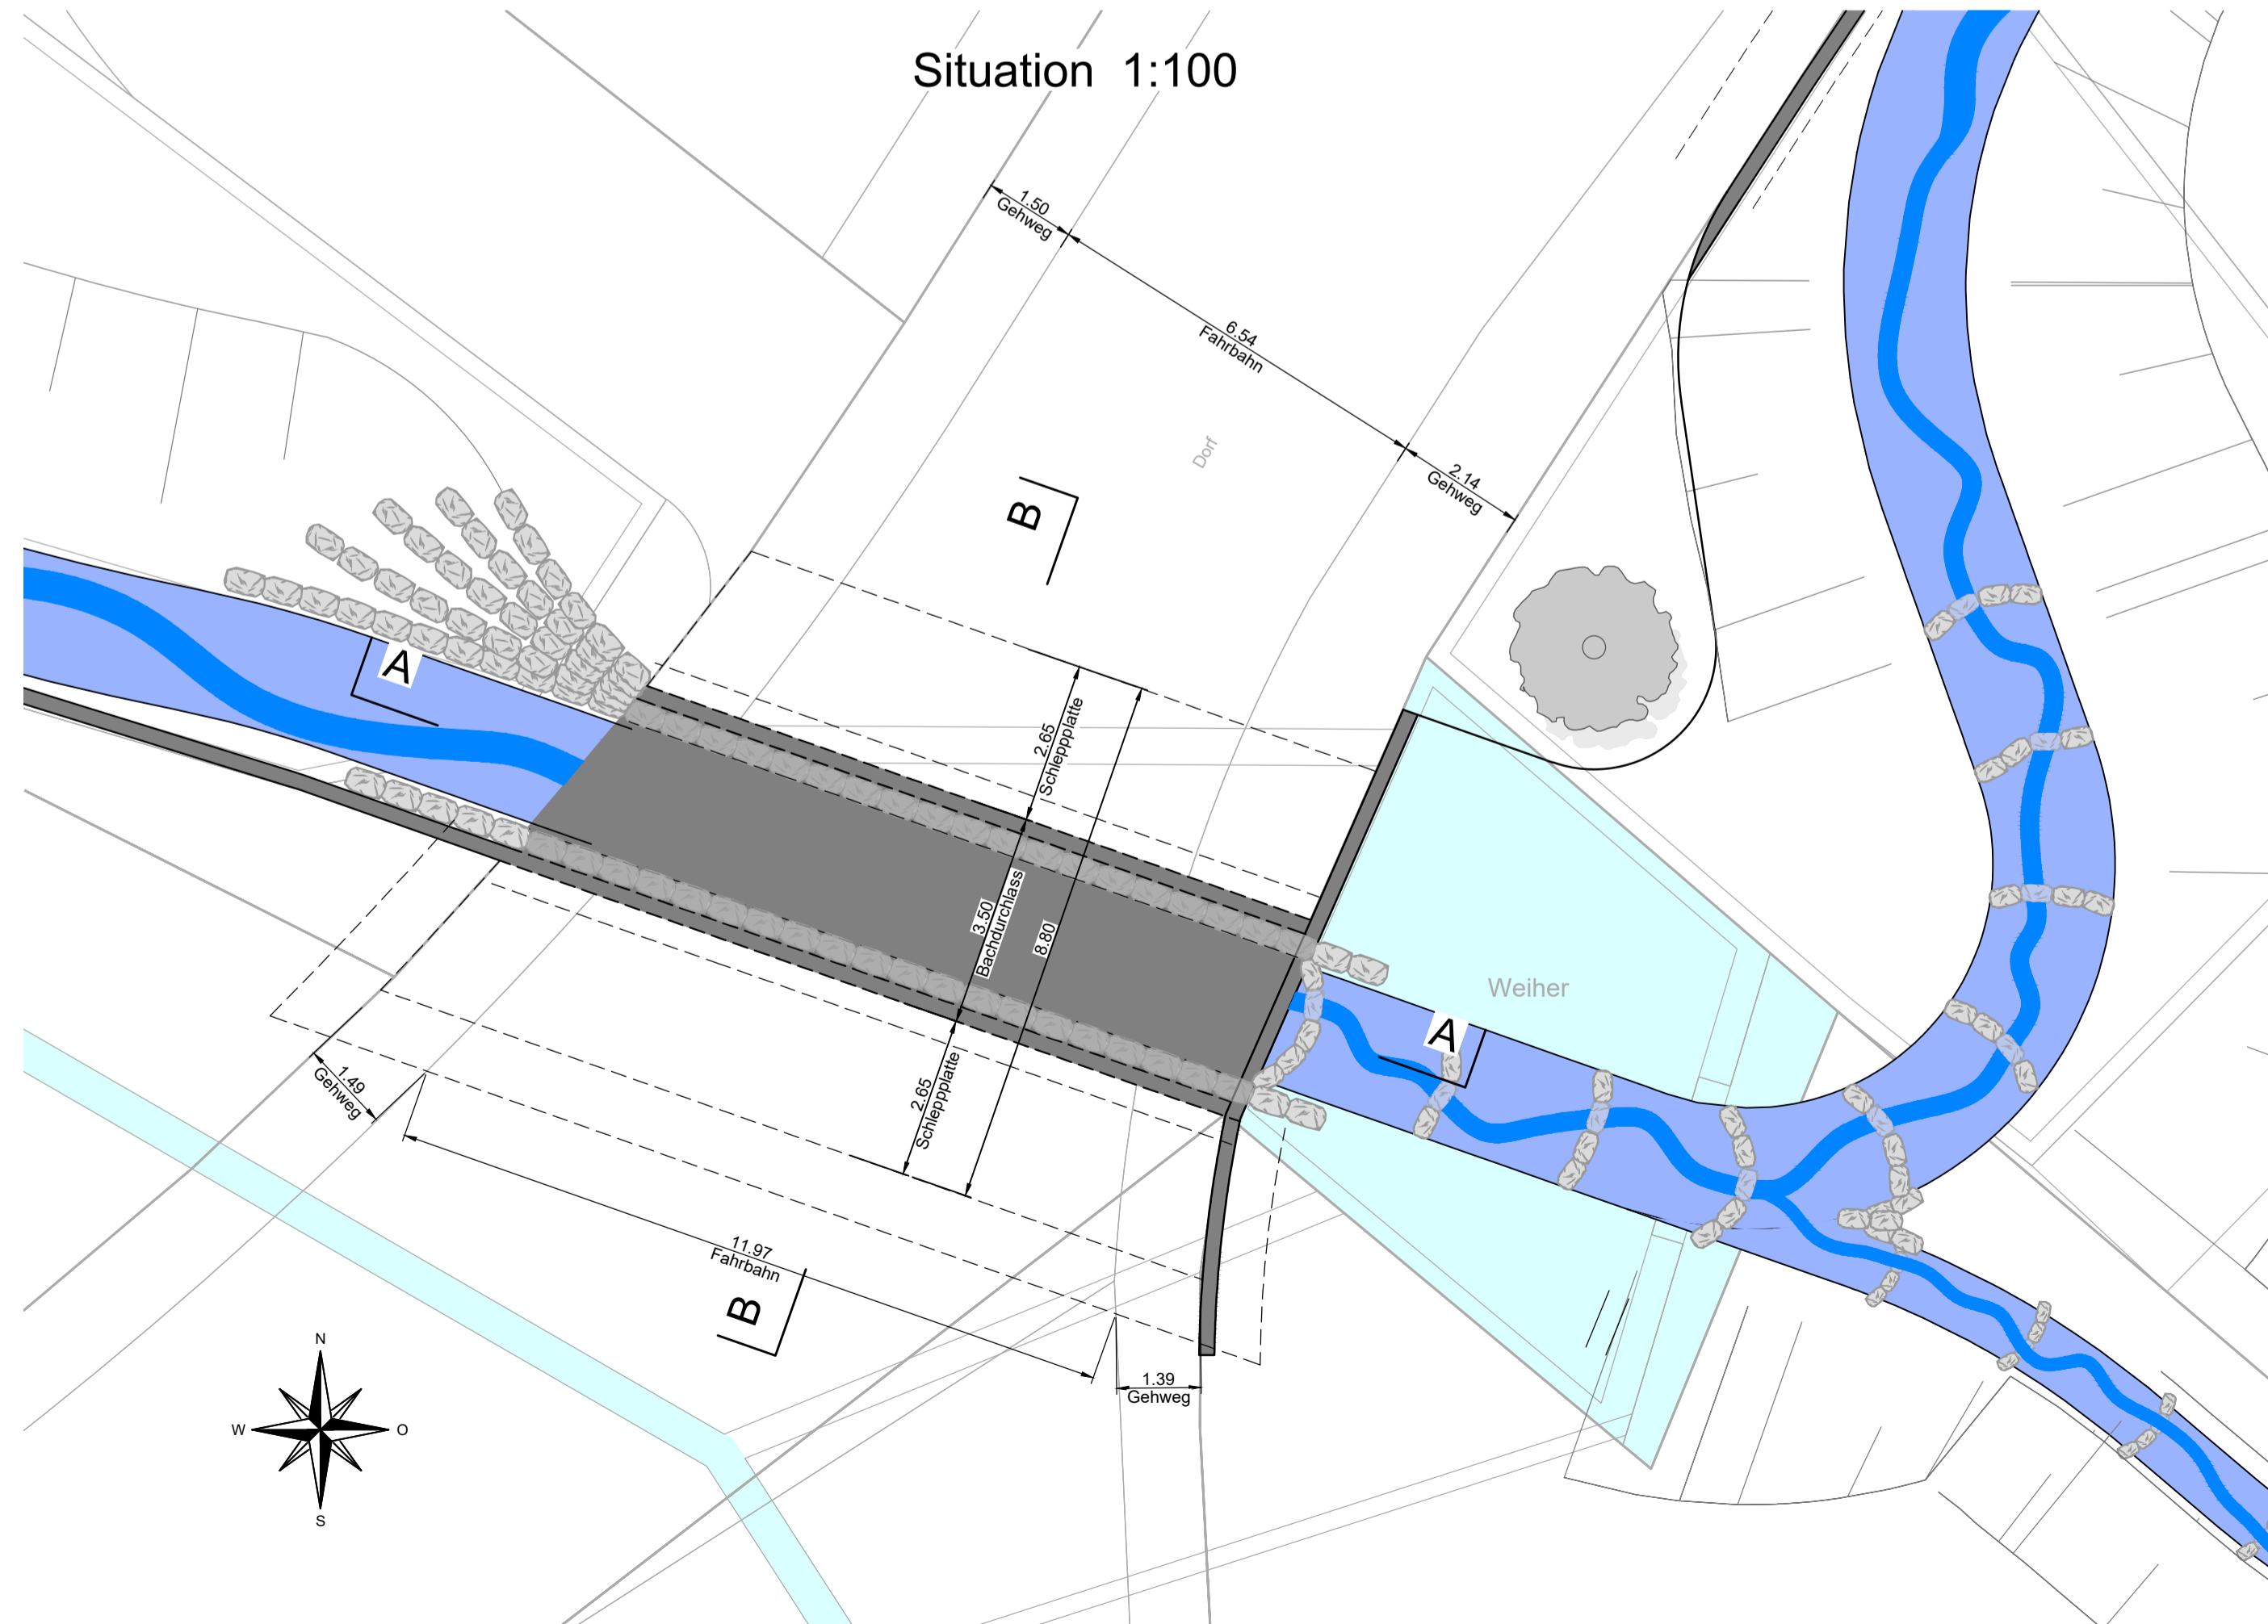 Situation 1:100
1.50
Gehweg
6.54
Fahrbahn
Dorf
2.14
Gehweg
B
A
2.65
Schlepppplatte
3.50
Bachdurchlass
8.80
Weiher
A
2.65
Schleppplatte
1.49
Gehweg
11.97
Fahrbahn
B
1.39
Gehweg
N
W
O
S